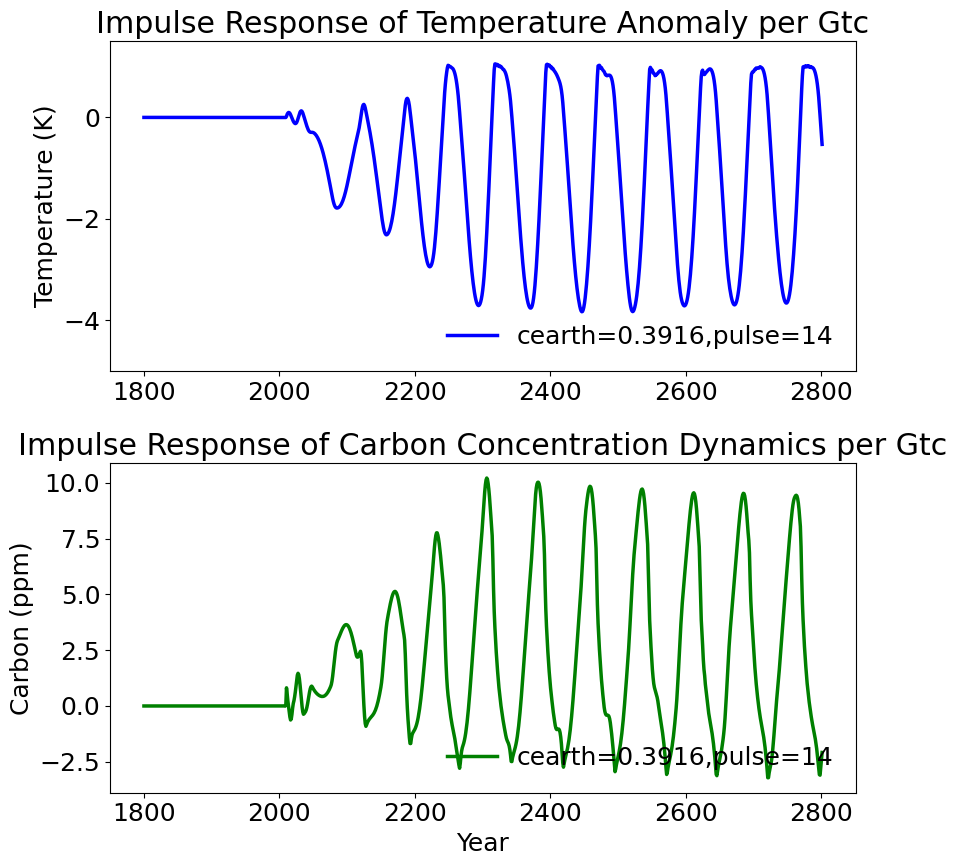 Impulse Response of Temperature Anomaly per Gtc
Temperature (K)
0
−2
−4
cearth=0.3916,pulse=14
1800 2000 2200 2400 2600 2800
Impulse Response of Carbon Concentration Dynamics per Gtc
Carbon (ppm)
10.0
7.5
5.0
2.5
0.0
−2.5
cearth=0.3916,pulse=14
1800 2000 2200 2400 2600 2800
Year